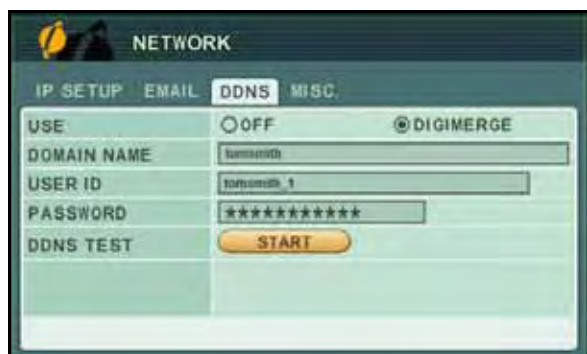 NETWORK
IP SETUP EMAIL DDNS MISC.
USE OFF DIGIMERGE
DOMAIN NAME tomsmith
USER ID tomsmith_1
PASSWORD ***********
DDNS TEST START